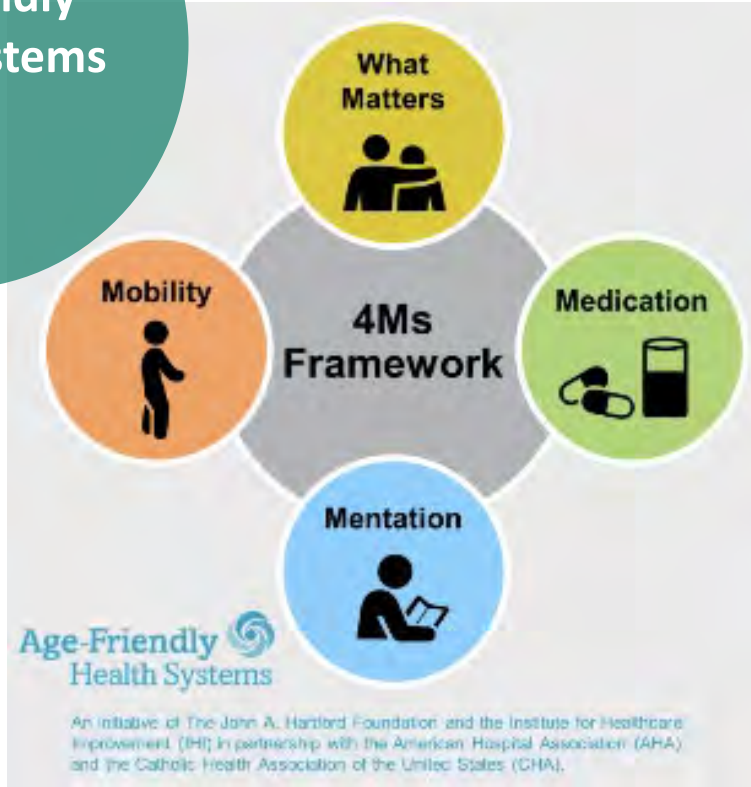 ndly
stems
What
Matters
Mobility
4Ms
Framework
Medication
Mentation
Age-Friendly
Health Systems
An initiative of The John A. Hartford Foundation and the Institute for Healthcare
Improvement (IHI) in partnership with the American Hospital Association (AHA)
and the Catholic Health Association of the United States (CHA).